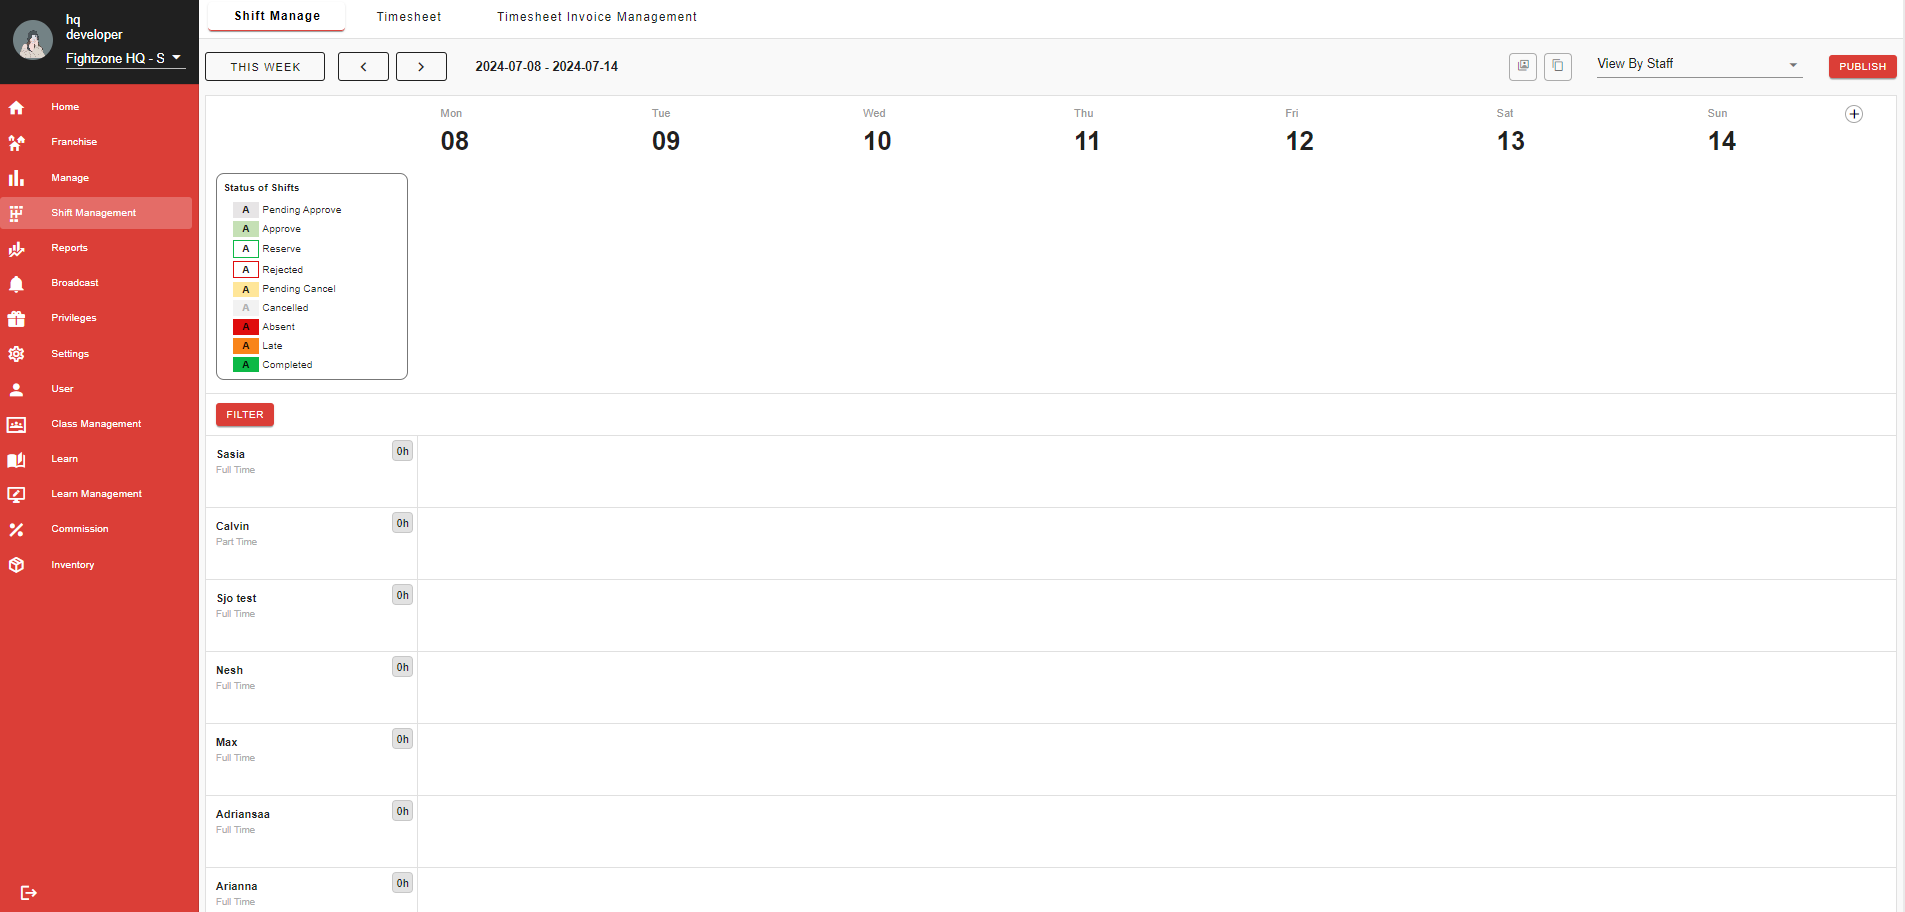 hq
developer
Fightzone HQ - S
Home
Franchise
Manage
Shift Management
Reports
Broadcast
Privileges
Settings
User
Class Management
Learn
Learn Management
Commission
Inventory
Shift Manage Timesheet Timesheet Invoice Management
THIS WEEK 2024-07-08 - 2024-07-14 View By Staff PUBLISH
Mon Tue Wed Thu Fri Sat Sun
08 09 10 11 12 13 14
Status of Shifts
A Pending Approve
A Approve
A Reserve
A Rejected
A Pending Cancel
A Cancelled
A Absent
A Late
A Completed
FILTER
Sasia 0h
Full Time
Calvin 0h
Part Time
Sjo test 0h
Full Time
Nesh 0h
Full Time
Max 0h
Full Time
Adriansaa 0h
Full Time
Arianna 0h
Full Time